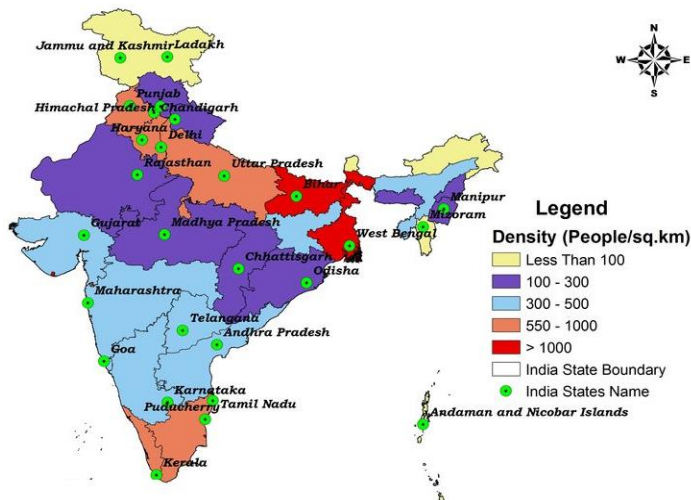 N
W E
S
Jammu and Kashmir Ladakh
Punjab
Himachal Pradesh Chandigarh
Haryana
Delhi
Rajasthan
Uttar Pradesh
Bihar
Manipur
Mizoram
Gujarat
Madhya Pradesh
West Bengal
Chhattisgarh
Odisha
Maharashtra
Telangana
Andhra Pradesh
Goa
Karnataka
Puducherry Tamil Nadu
Kerala
Andaman and Nicobar Islands
Legend
Density (People/sq.km)
Less Than 100
100 - 300
300 - 500
550 - 1000
> 1000
India State Boundary
India States Name